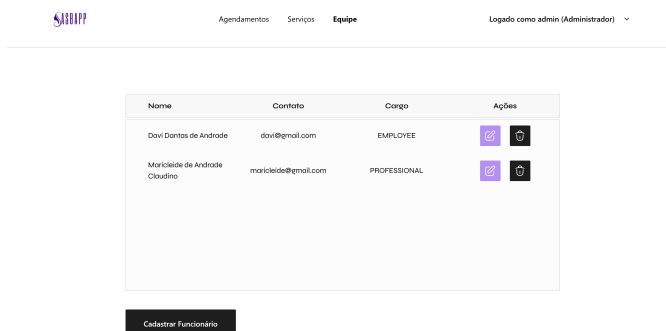 SASBAPP
Agendamentos Serviços Equipe Logado como admin (Administrador)
Nome Contato Cargo Ações
Davi Dantas de Andrade davi@gmail.com EMPLOYEE
Maricleide de Andrade
Claudino maricleide@gmail.com PROFESSIONAL
Cadastrar Funcionário